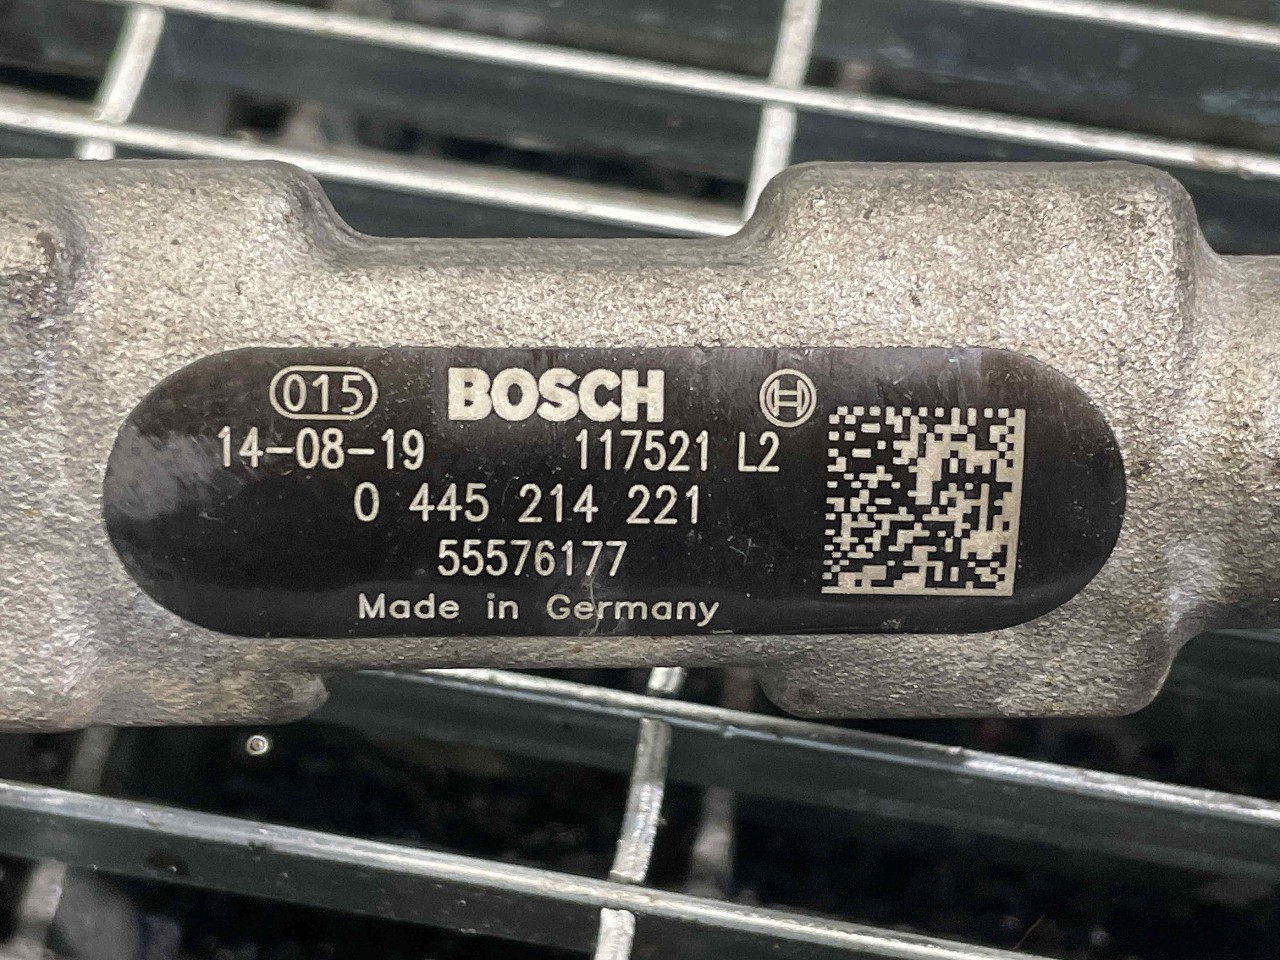 015 BOSCH
14-08-19 117521 L2
0 445 214 221
55576177
Made in Germany